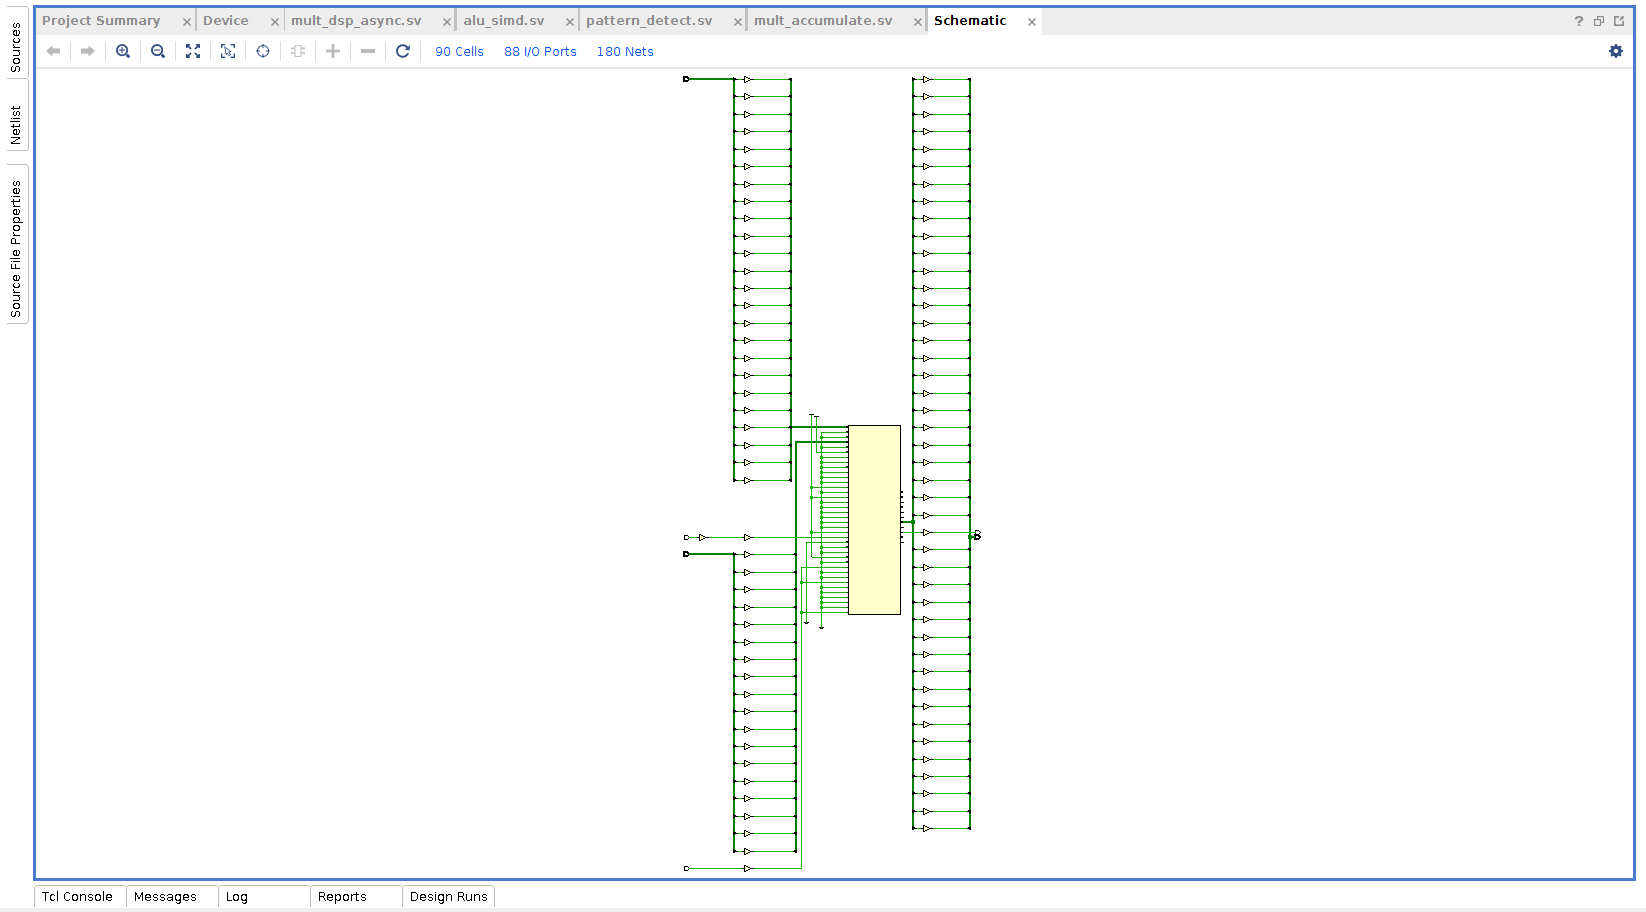 Project Summary
Device
mult_dsp_async.sv
alu_simd.sv
pattern_detect.sv
mult_accumulate.sv
Schematic
?
90 Cells
88 I/O Ports
180 Nets
Sources
Netlist
Source File Properties
Tcl Console
Messages
Log
Reports
Design Runs